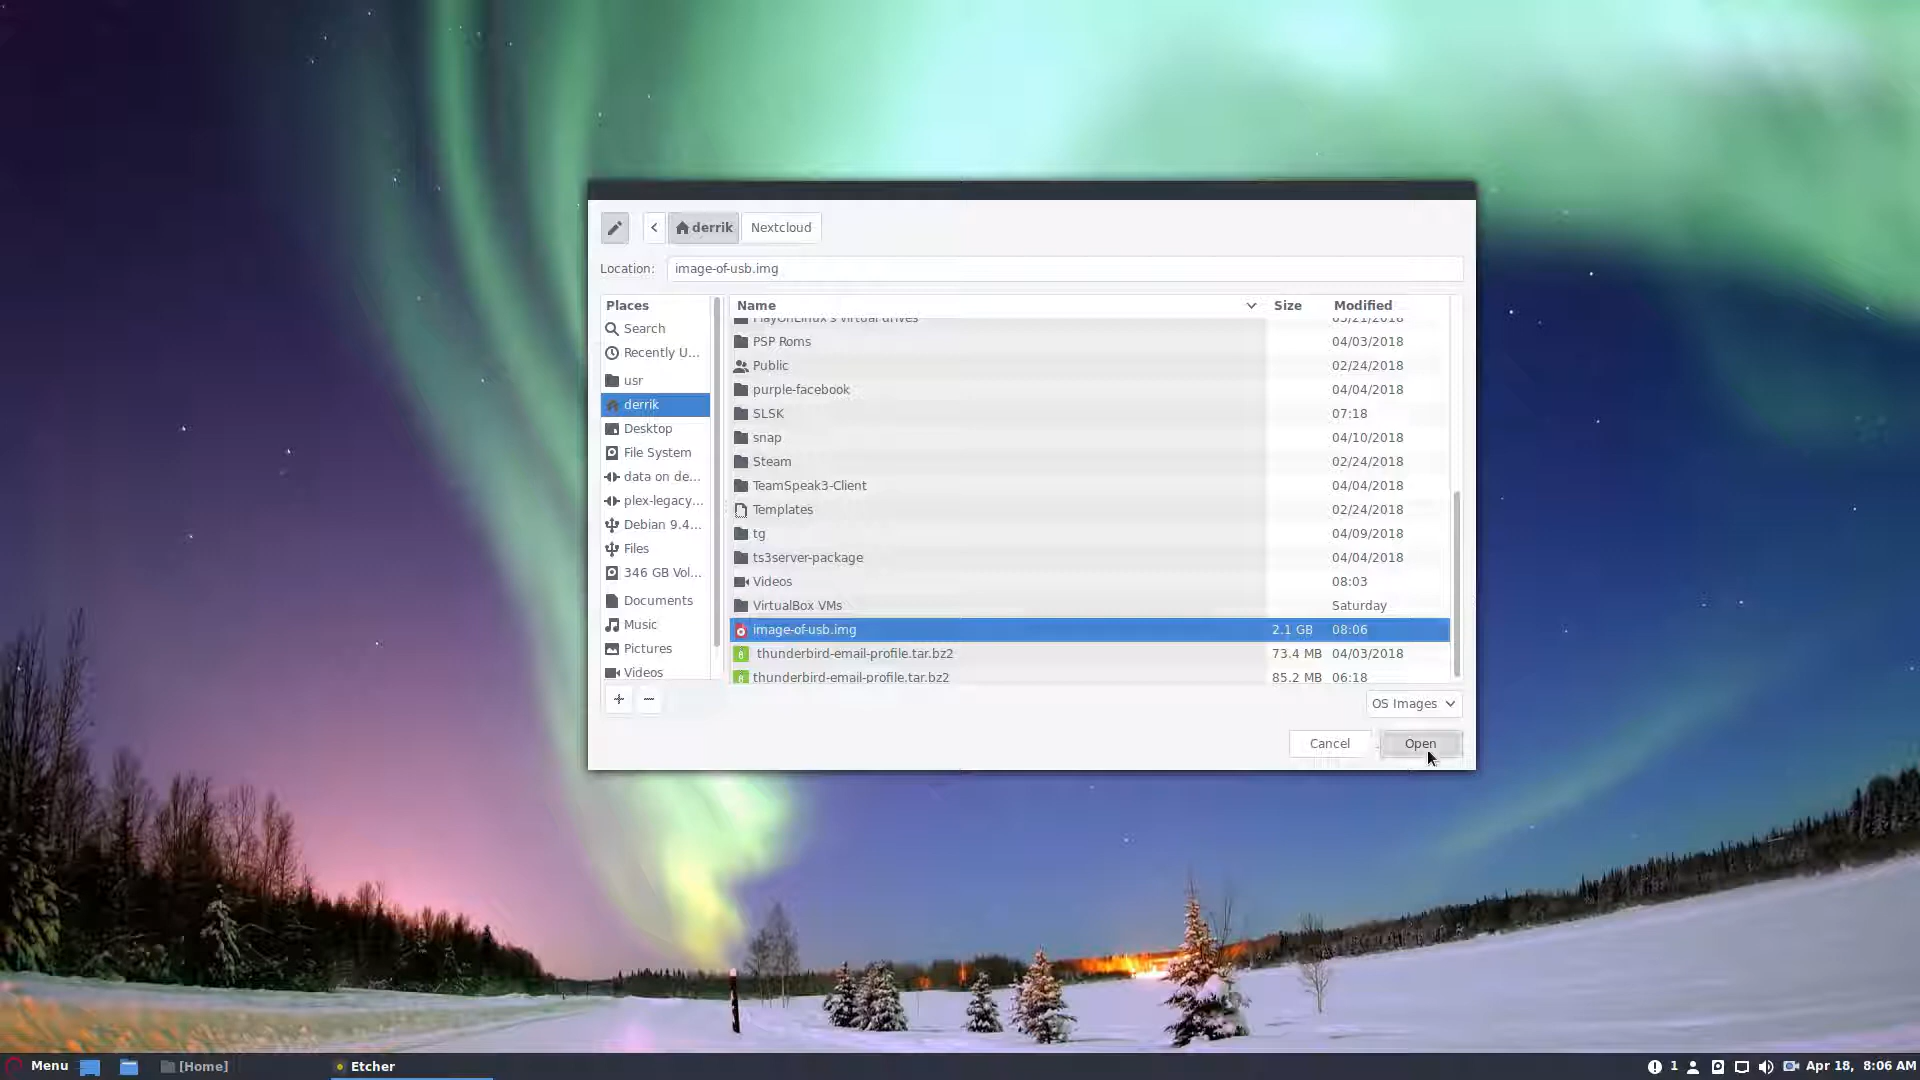 derrik Nextcloud
Location: image-of-usb.img
Places
Search
Recently U...
usr
derrik
Desktop
File System
data on de...
plex-legacy...
Debian 9.4...
Files
346 GB Vol...
Documents
Music
Pictures
Videos
Name Size Modified
PlayOnLinux's virtual drives 03/21/2018
PSP Roms 04/03/2018
Public 02/24/2018
purple-facebook 04/04/2018
SLSK 07:18
snap 04/10/2018
Steam 02/24/2018
TeamSpeak3-Client 04/04/2018
Templates 02/24/2018
tg 04/09/2018
ts3server-package 04/04/2018
Videos 08:03
VirtualBox VMs Saturday
image-of-usb.img 2.1 GB 08:06
thunderbird-email-profile.tar.bz2 73.4 MB 04/03/2018
thunderbird-email-profile.tar.bz2 85.2 MB 06:18
OS Images
Cancel Open
Menu [Home] Etcher 1 Apr 18, 8:06 AM